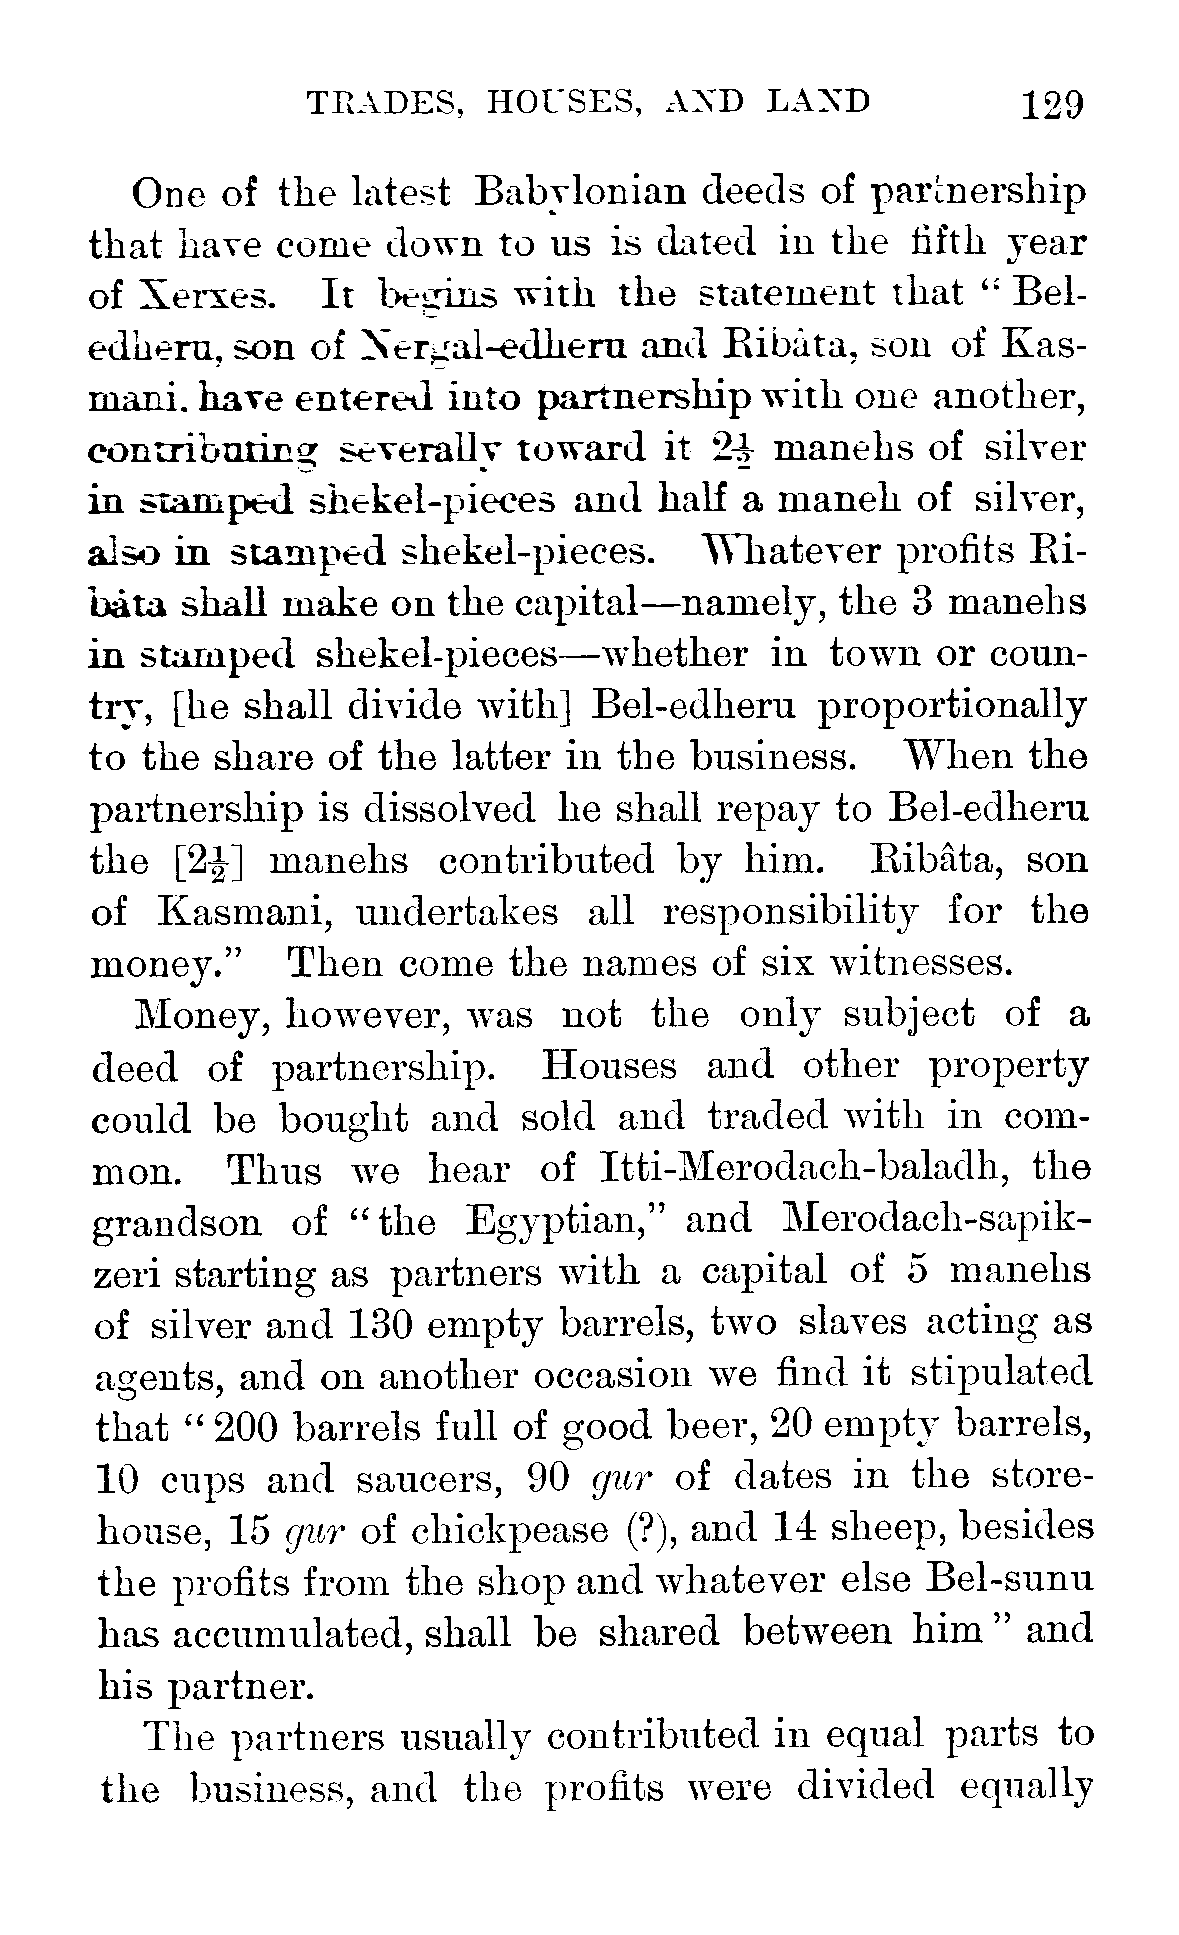 TRADES, HOUSES, AND LAND 129
One of the latest Babylonian deeds of partnership
that have come down to us is dated in the fifth year
of Xerxes. It begins with the statement that “ Bel-
edheru, son of Nergal-edheru and Ribâta, son of Kas-
mani. have entered into partnership with one another,
contributing severally toward it 2½ manehs of silver
in stamped shekel-pieces and half a maneh of silver,
also in stamped shekel-pieces. Whatever profits Ri-
bâta shall make on the capital—namely, the 3 manehs
in stamped shekel-pieces—whether in town or coun-
try, [he shall divide with] Bel-edheru proportionally
to the share of the latter in the business. When the
partnership is dissolved he shall repay to Bel-edheru
the [2½] manehs contributed by him. Ribâta, son
of Kasmani, undertakes all responsibility for the
money.” Then come the names of six witnesses.
Money, however, was not the only subject of a
deed of partnership. Houses and other property
could be bought and sold and traded with in com-
mon. Thus we hear of Itti-Merodach-baladh, the
grandson of “the Egyptian,” and Merodach-sapik-
zeri starting as partners with a capital of 5 manehs
of silver and 130 empty barrels, two slaves acting as
agents, and on another occasion we find it stipulated
that “ 200 barrels full of good beer, 20 empty barrels,
10 cups and saucers, 90 gur of dates in the store-
house, 15 gur of chickpease (?), and 14 sheep, besides
the profits from the shop and whatever else Bel-sunu
has accumulated, shall be shared between him ” and
his partner.
The partners usually contributed in equal parts to
the business, and the profits were divided equally